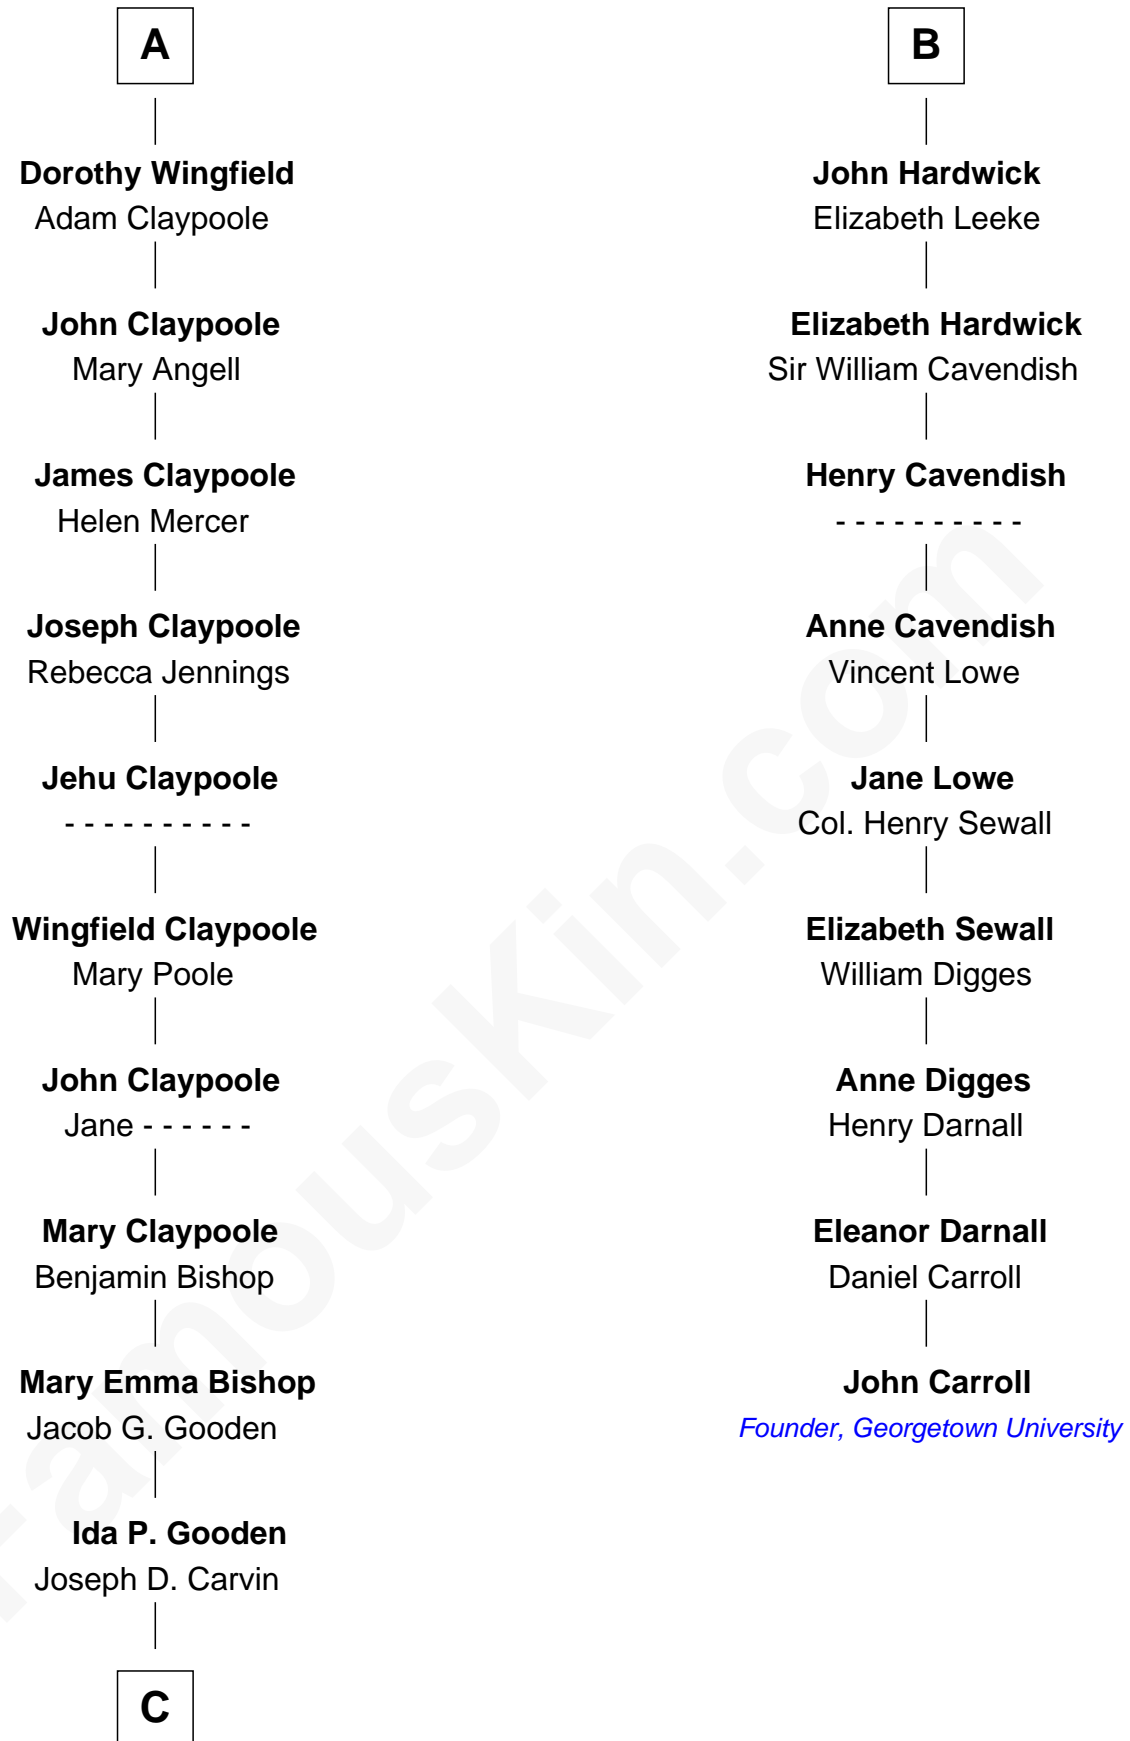 A
Dorothy Wingfield
Adam Claypoole
John Claypoole
Mary Angell
James Claypoole
Helen Mercer
Joseph Claypoole
Rebecca Jennings
Jehu Claypoole
- - - - - - - - - -
Wingfield Claypoole
Mary Poole
John Claypoole
Jane - - - - - -
Mary Claypoole
Benjamin Bishop
Mary Emma Bishop
Jacob G. Gooden
Ida P. Gooden
Joseph D. Carvin
C
B
John Hardwick
Elizabeth Leeke
Elizabeth Hardwick
Sir William Cavendish
Henry Cavendish
- - - - - - - - - -
Anne Cavendish
Vincent Lowe
Jane Lowe
Col. Henry Sewall
Elizabeth Sewall
William Digges
Anne Digges
Henry Darnall
Eleanor Darnall
Daniel Carroll
John Carroll
Founder, Georgetown University
FamousKin.com